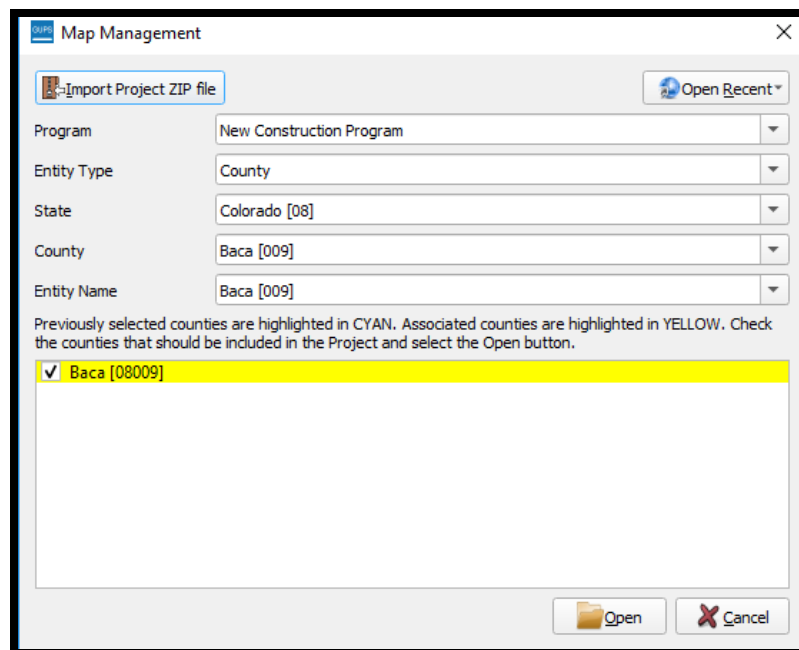 GUPS Map Management
Import Project ZIP file Open Recent
Program New Construction Program
Entity Type County
State Colorado [08]
County Baca [009]
Entity Name Baca [009]
Previously selected counties are highlighted in CYAN. Associated counties are highlighted in YELLOW. Check
the counties that should be included in the Project and select the Open button.
Baca [08009]
Open Cancel